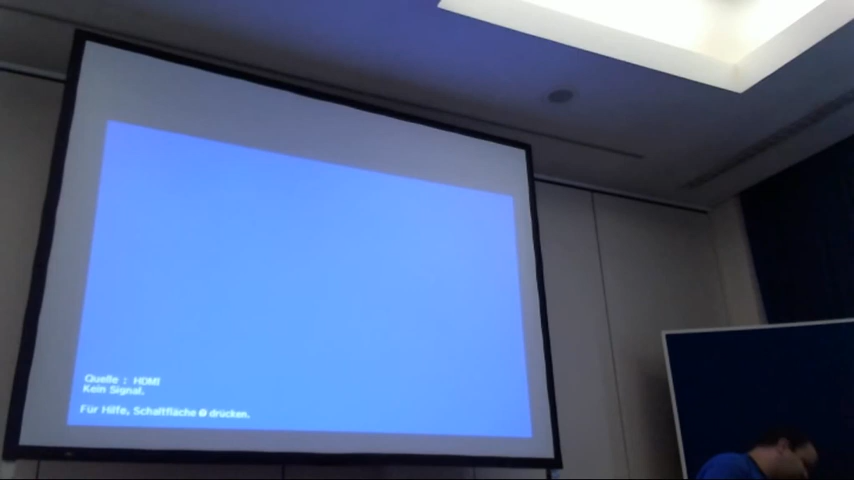 Quelle : HDMI
Kein Signal.
Für Hilfe, Schaltfläche ? drücken.